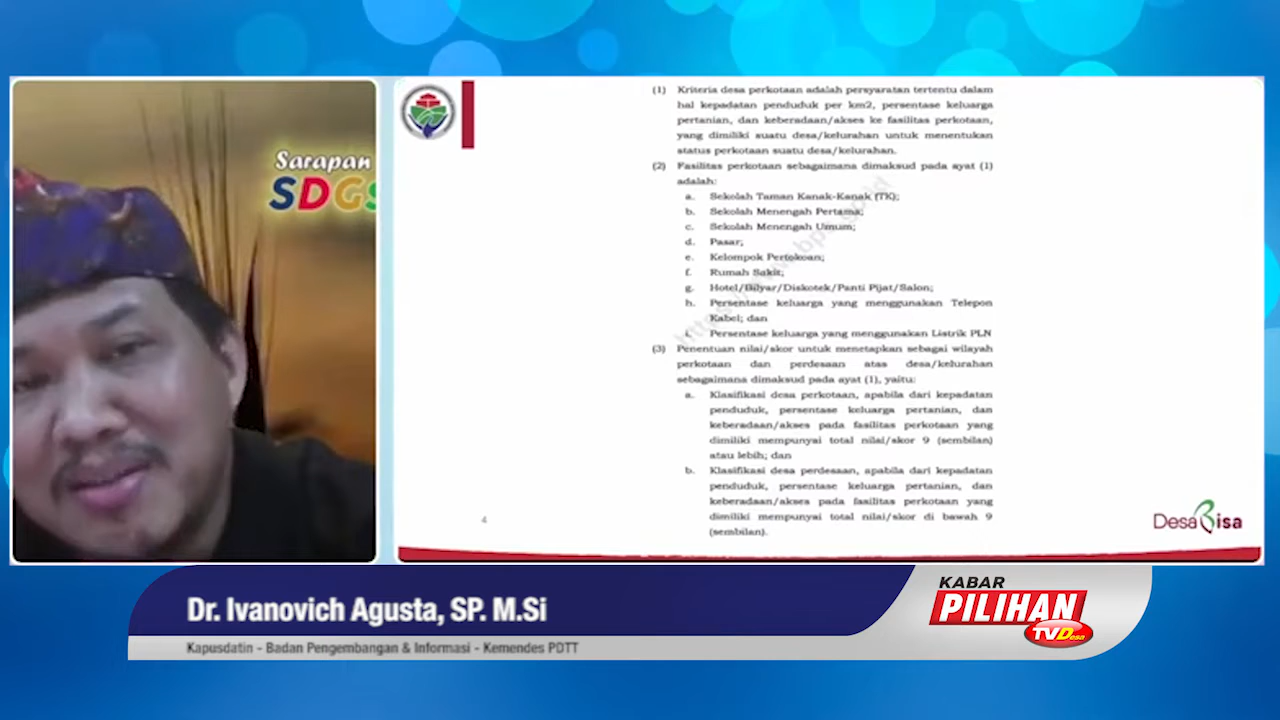 Sarapan
SDGs
(1) Kriteria desa perkotaan adalah persyaratan tertentu dalam
hal kepadatan penduduk per km2, persentase keluarga
pertanian, dan keberadaan/akses ke fasilitas perkotaan,
yang dimiliki suatu desa/kelurahan untuk menentukan
status perkotaan suatu desa/kelurahan.
(2) Fasilitas perkotaan sebagaimana dimaksud pada ayat (1)
adalah:
a. Sekolah Taman Kanak-Kanak (TK);
b. Sekolah Menengah Pertama;
c. Sekolah Menengah Umum;
d. Pasar;
e. Kelompok Pertokoan;
f. Rumah Sakit;
g. Hotel/Bilyar/Diskotek/Panti Pijat/Salon;
h. Persentase keluarga yang menggunakan Telepon
Kabel; dan
i. Persentase keluarga yang menggunakan Listrik PLN
(3) Penentuan nilai/skor untuk menetapkan sebagai wilayah
perkotaan dan perdesaan atas desa/kelurahan
sebagaimana dimaksud pada ayat (1), yaitu:
a. Klasifikasi desa perkotaan, apabila dari kepadatan
penduduk, persentase keluarga pertanian, dan
keberadaan/akses pada fasilitas perkotaan yang
dimiliki mempunyai total nilai/skor 9 (sembilan)
atau lebih; dan
b. Klasifikasi desa perdesaan, apabila dari kepadatan
penduduk, persentase keluarga pertanian, dan
keberadaan/akses pada fasilitas perkotaan yang
dimiliki mempunyai total nilai/skor di bawah 9
(sembilan).
4
Desa Bisa
Dr. Ivanovich Agusta, SP. M.Si
Kapusdatin - Badan Pengembangan & Informasi - Kemendes PDTT
KABAR
PILIHAN
TVDesa